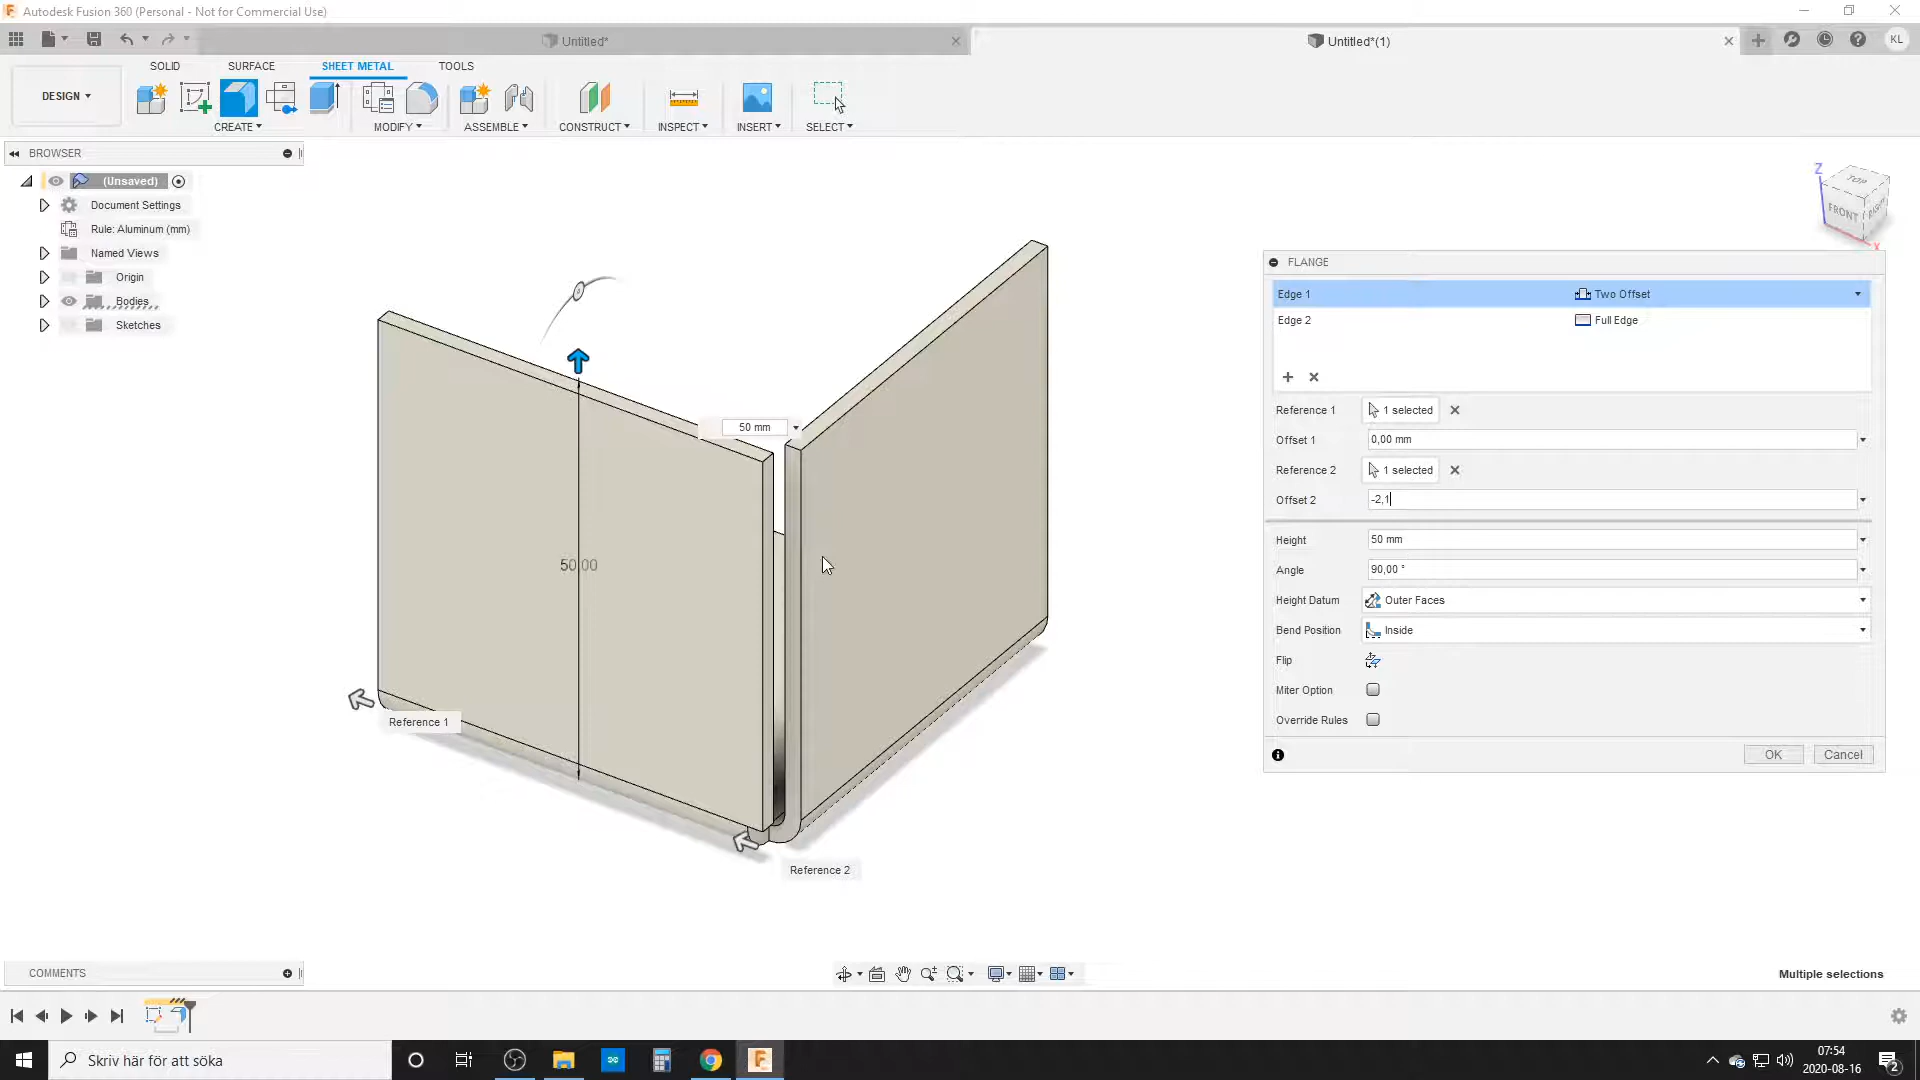 Autodesk Fusion 360 (Personal - Not for Commercial Use)
Untitled*
Untitled*(1)
KL
SOLID
SURFACE
SHEET METAL
TOOLS
DESIGN
CREATE
MODIFY
ASSEMBLE
CONSTRUCT
INSPECT
INSERT
SELECT
BROWSER
(Unsaved)
Document Settings
Rule: Aluminum (mm)
Named Views
Origin
Bodies
Sketches
Z
TOP
FRONT
RIGHT
X
50 mm
50.00
Reference 1
Reference 2
FLANGE
Edge 1
Two Offset
Edge 2
Full Edge
Reference 1
1 selected
Offset 1
0,00 mm
Reference 2
1 selected
Offset 2
-2,1
Height
50 mm
Angle
90,00 °
Height Datum
Outer Faces
Bend Position
Inside
Flip
Miter Option
Override Rules
OK
Cancel
COMMENTS
Multiple selections
Skriv här för att söka
07:54
2020-08-16
2